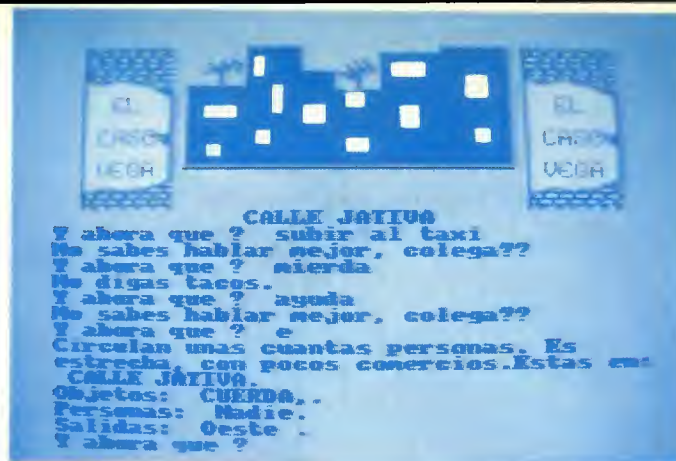 EL
CASO
VEGA
EL
CASO
VEGA
CALLE JATIVA
Y ahora que ? subir al taxi
No sabes hablar mejor, colega??
Y ahora que ? mierda
No digas tacos.
Y ahora que ? ayuda
No sabes hablar mejor, colega??
Y ahora que ? e
Circulan unas cuantas personas. Es
estrecha, con pocos comercios.Estas en:
CALLE JATIVA.
Objetos: CUERDA,.
Personas: Nadie.
Salidas: Oeste .
Y ahora que ?